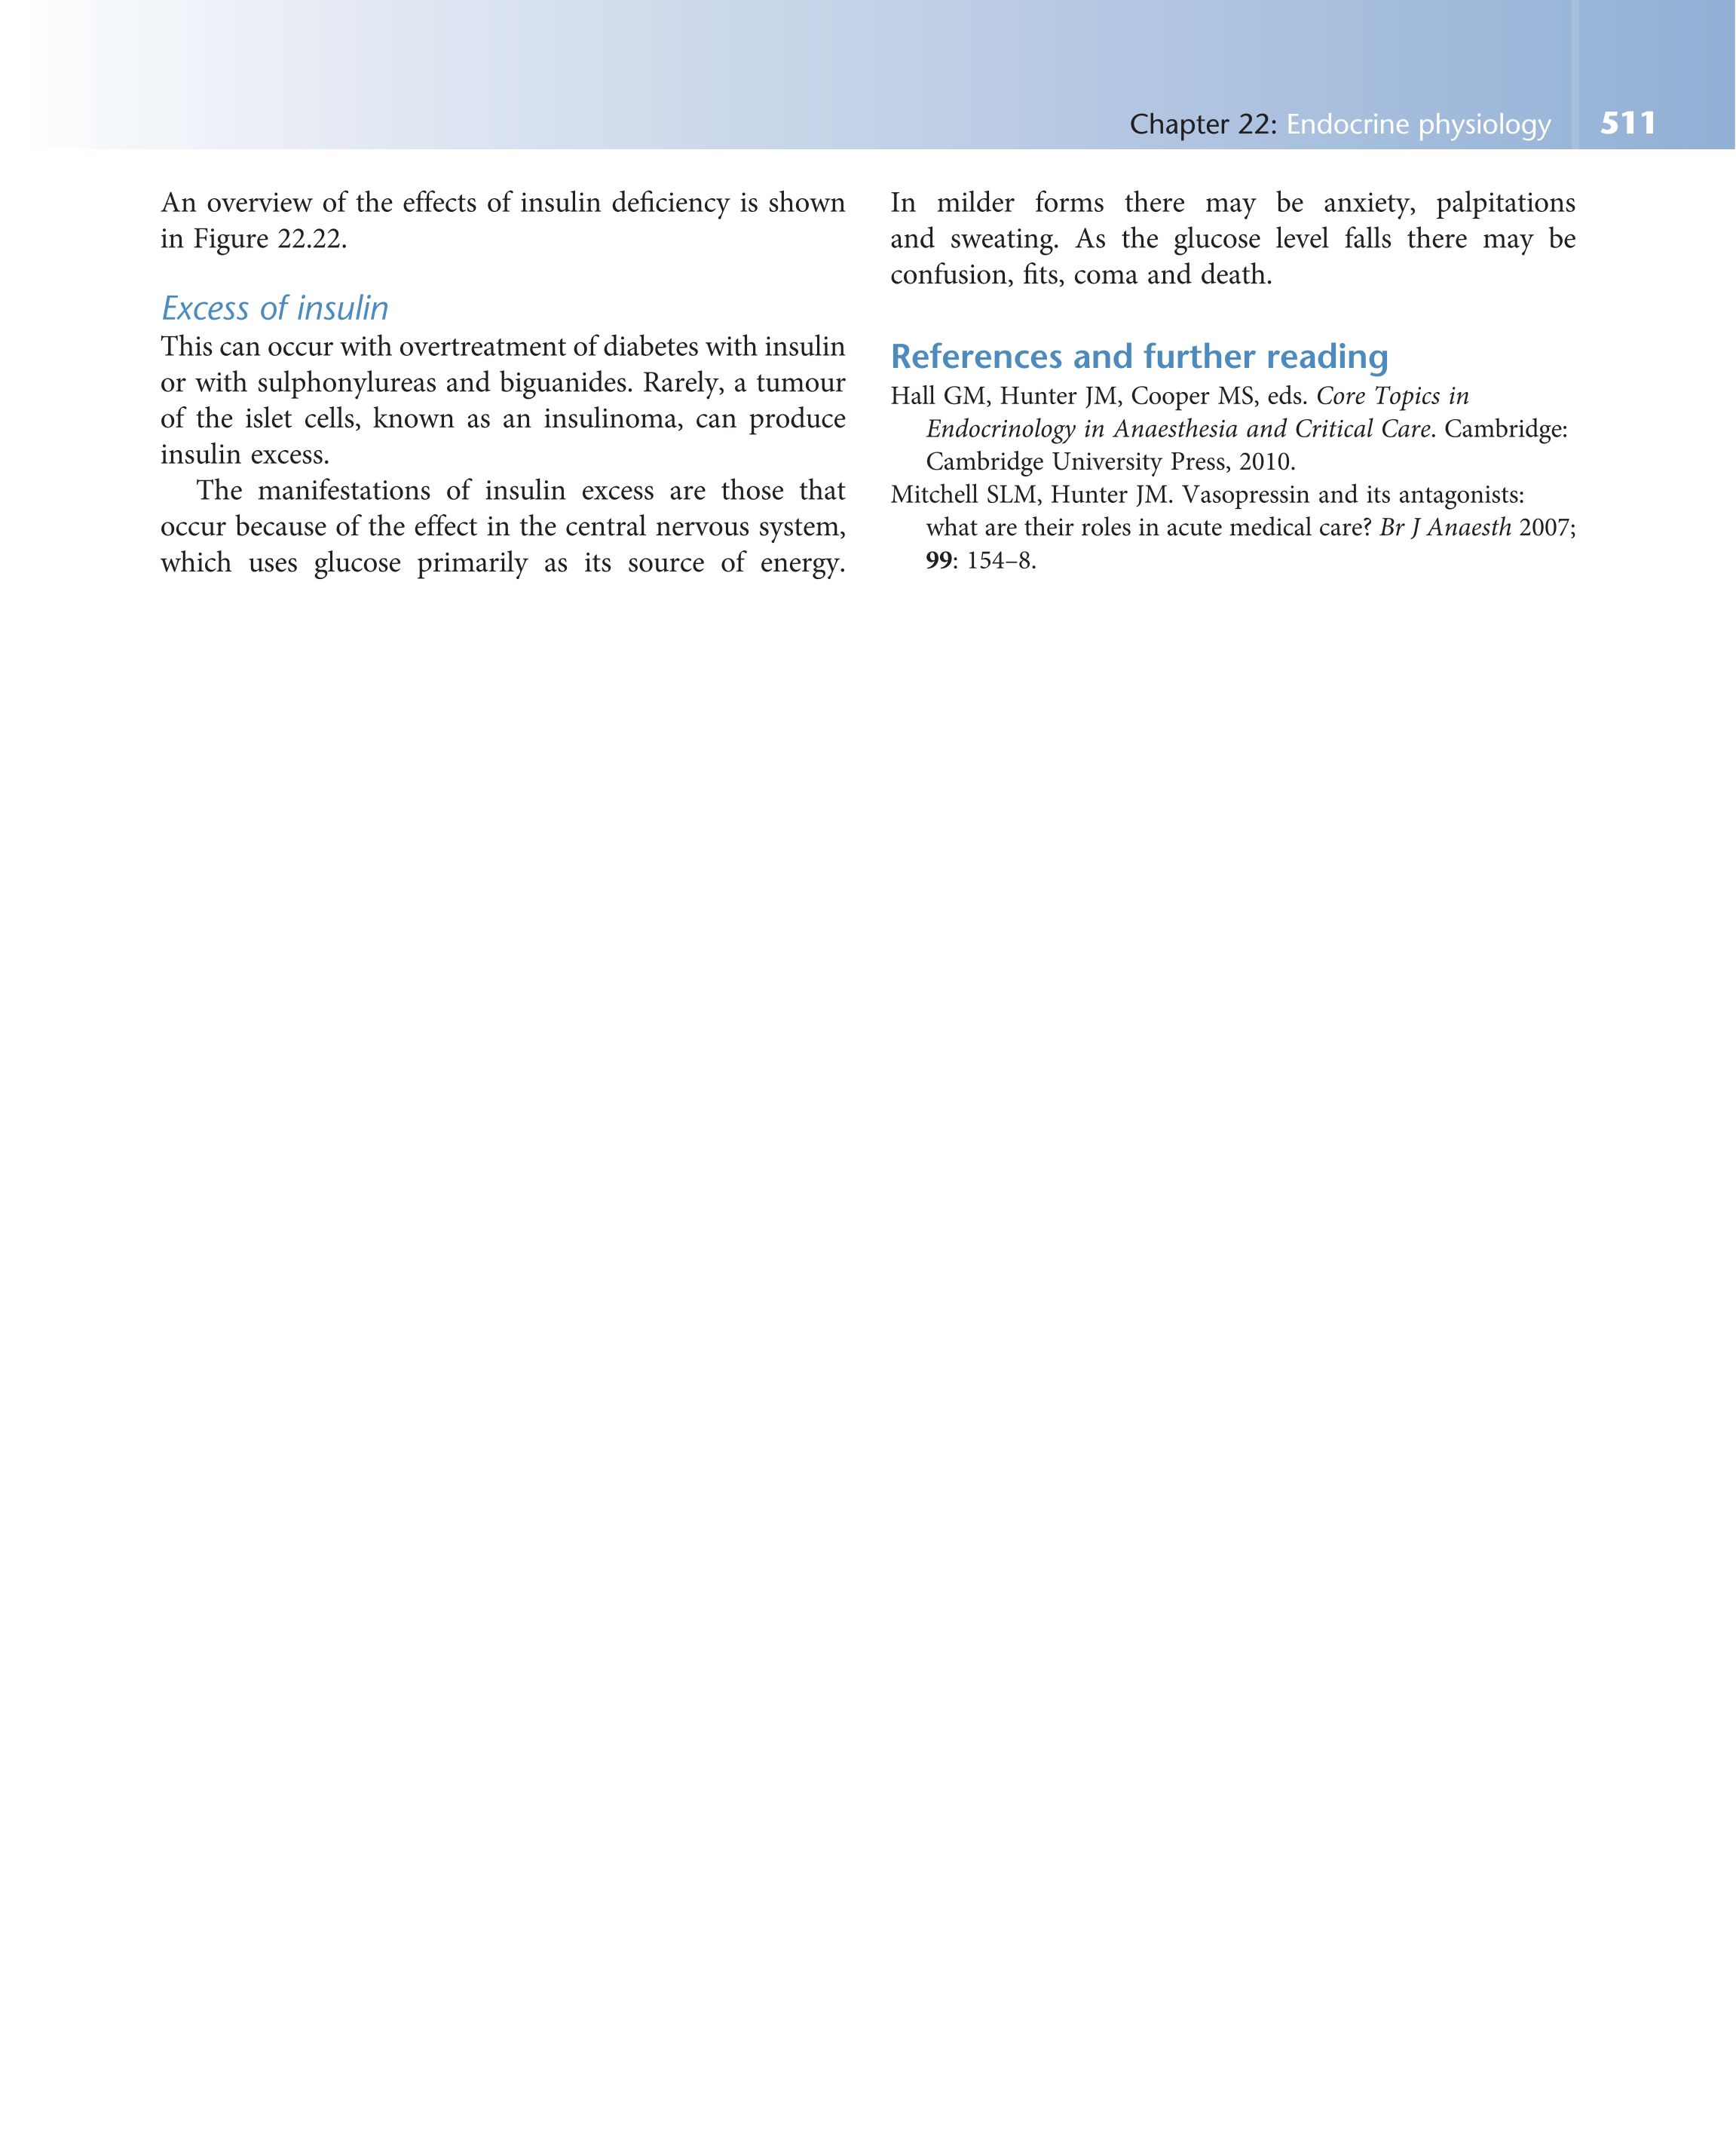 Chapter 22: Endocrine physiology 511
An overview of the effects of insulin deficiency is shown
in Figure 22.22.
Excess of insulin
This can occur with overtreatment of diabetes with insulin
or with sulphonylureas and biguanides. Rarely, a tumour
of the islet cells, known as an insulinoma, can produce
insulin excess.
The manifestations of insulin excess are those that
occur because of the effect in the central nervous system,
which uses glucose primarily as its source of energy.
In milder forms there may be anxiety, palpitations
and sweating. As the glucose level falls there may be
confusion, fits, coma and death.
References and further reading
Hall GM, Hunter JM, Cooper MS, eds. Core Topics in
Endocrinology in Anaesthesia and Critical Care. Cambridge:
Cambridge University Press, 2010.
Mitchell SLM, Hunter JM. Vasopressin and its antagonists:
what are their roles in acute medical care? Br J Anaesth 2007;
99: 154–8.